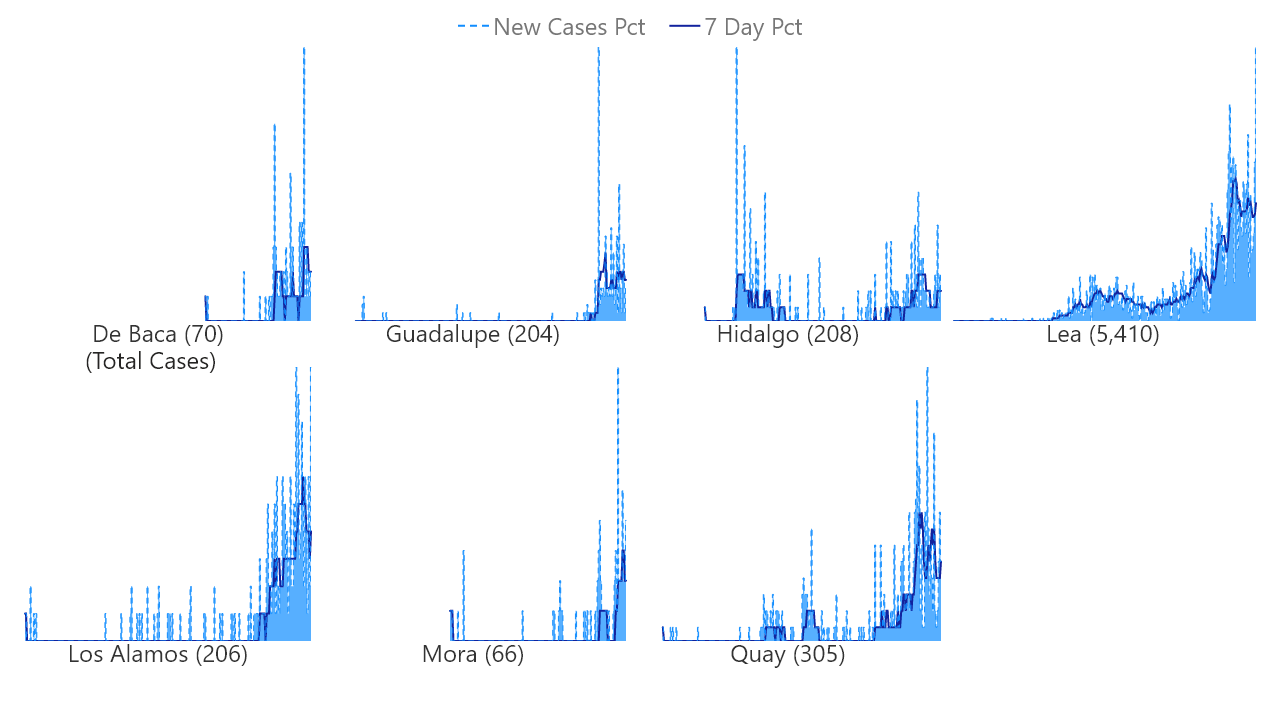 New Cases Pct 7 Day Pct
De Baca (70)
(Total Cases)
Guadalupe (204)
Hidalgo (208)
Lea (5,410)
Los Alamos (206)
Mora (66)
Quay (305)